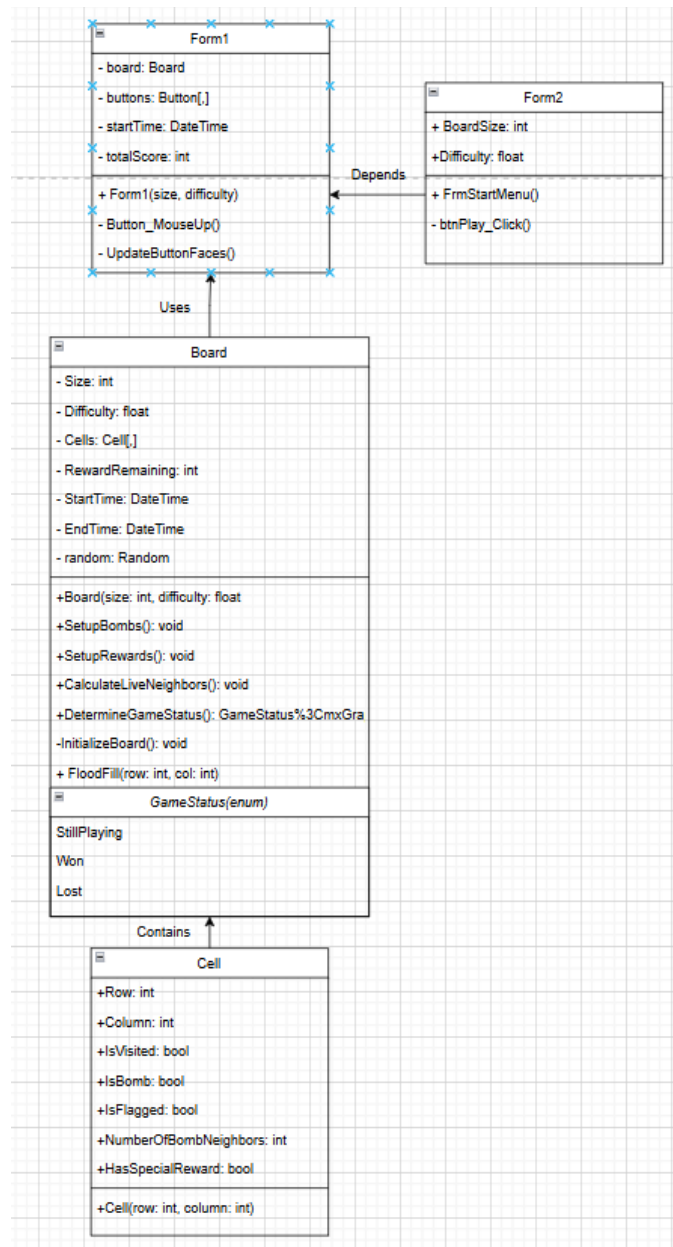 Form1
- board: Board
- buttons: Button[,]
- startTime: DateTime
- totalScore: int
+ Form1(size, difficulty)
- Button_MouseUp()
- UpdateButtonFaces()
Form2
+ BoardSize: int
+Difficulty: float
+ FrmStartMenu()
- btnPlay_Click()
Depends
Uses
Board
- Size: int
- Difficulty: float
- Cells: Cell[,]
- RewardRemaining: int
- StartTime: DateTime
- EndTime: DateTime
- random: Random
+Board(size: int, difficulty: float
+SetupBombs(): void
+SetupRewards(): void
+CalculateLiveNeighbors(): void
+DetermineGameStatus(): GameStatus%3CmxGra
-InitializeBoard(): void
+ FloodFill(row: int, col: int)
GameStatus(enum)
StillPlaying
Won
Lost
Contains
Cell
+Row: int
+Column: int
+IsVisited: bool
+IsBomb: bool
+IsFlagged: bool
+NumberOfBombNeighbors: int
+HasSpecialReward: bool
+Cell(row: int, column: int)